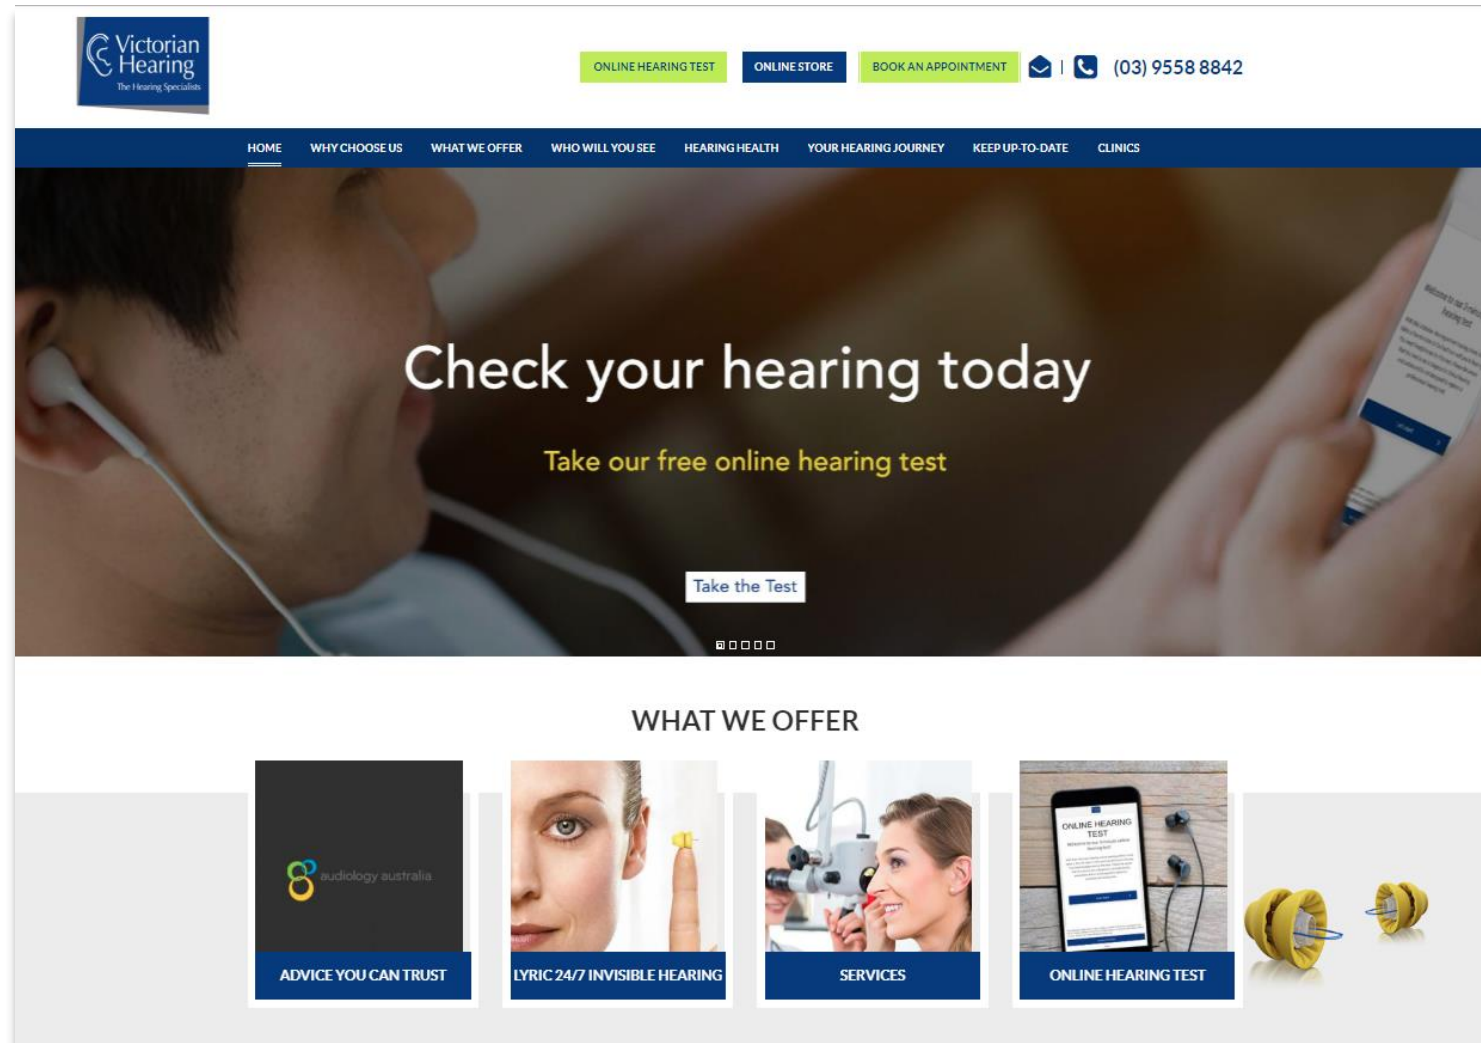 Victorian
Hearing
The Hearing Specialists
ONLINE HEARING TEST
ONLINE STORE
BOOK AN APPOINTMENT
(03) 9558 8842
HOME
WHY CHOOSE US
WHAT WE OFFER
WHO WILL YOU SEE
HEARING HEALTH
YOUR HEARING JOURNEY
KEEP UP-TO-DATE
CLINICS
Check your hearing today
Take our free online hearing test
Take the Test
WHAT WE OFFER
audiology australia
ONLINE HEARING
TEST
ADVICE YOU CAN TRUST
LYRIC 24/7 INVISIBLE HEARING
SERVICES
ONLINE HEARING TEST